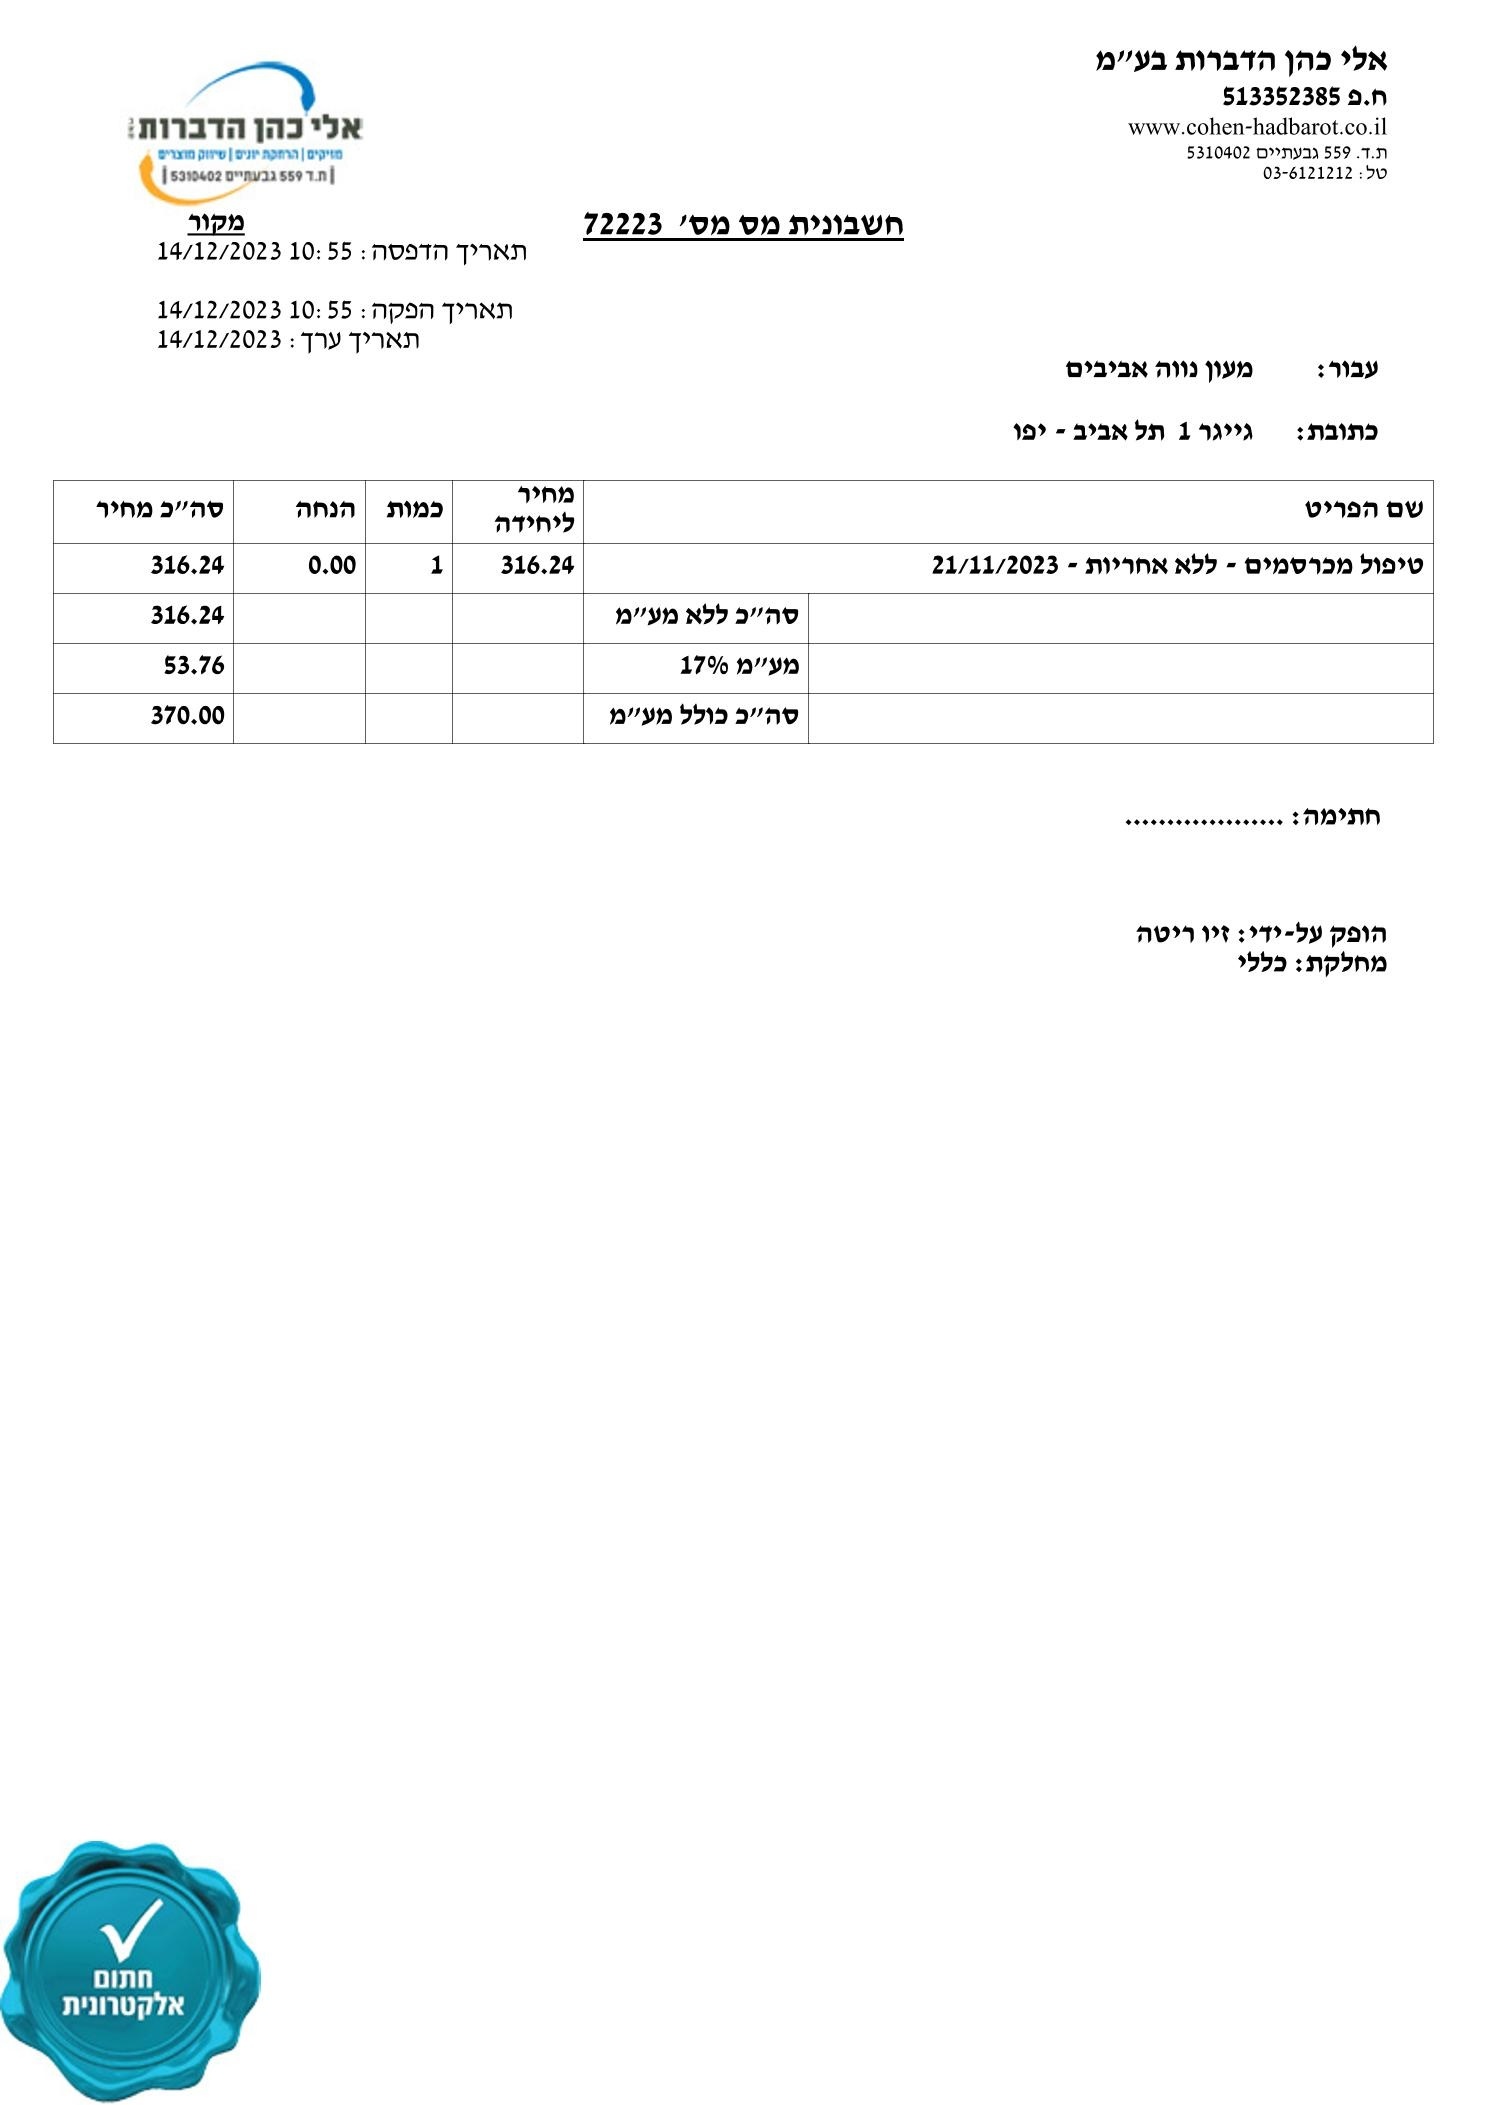 אלי כהן הדברות בע"מ
ח.פ 513352385
www.cohen-hadbarot.co.il
ת.ד. 559 גבעתיים 5310402
טל: 03-6121212
אלי כהן הדברות בע"מ
מזיקים | הרחקת יונים | שיווק מוצרים
| ת.ד 559 גבעתיים 5310402 |
חשבונית מס מס' 72223
מקור
תאריך הדפסה: 14/12/2023 10:55
תאריך הפקה: 14/12/2023 10:55
תאריך ערך: 14/12/2023
עבור: מעון נווה אביבים
כתובת: גייגר 1 תל אביב - יפו
שם הפריט מחיר ליחידה כמות הנחה סה"כ מחיר
טיפול מכרסמים - ללא אחריות - 21/11/2023 316.24 1 0.00 316.24
סה"כ ללא מע"מ 316.24
מע"מ 17% 53.76
סה"כ כולל מע"מ 370.00
חתימה: ...................
הופק על-ידי: זיו ריטה
מחלקת: כללי
חתום
אלקטרונית